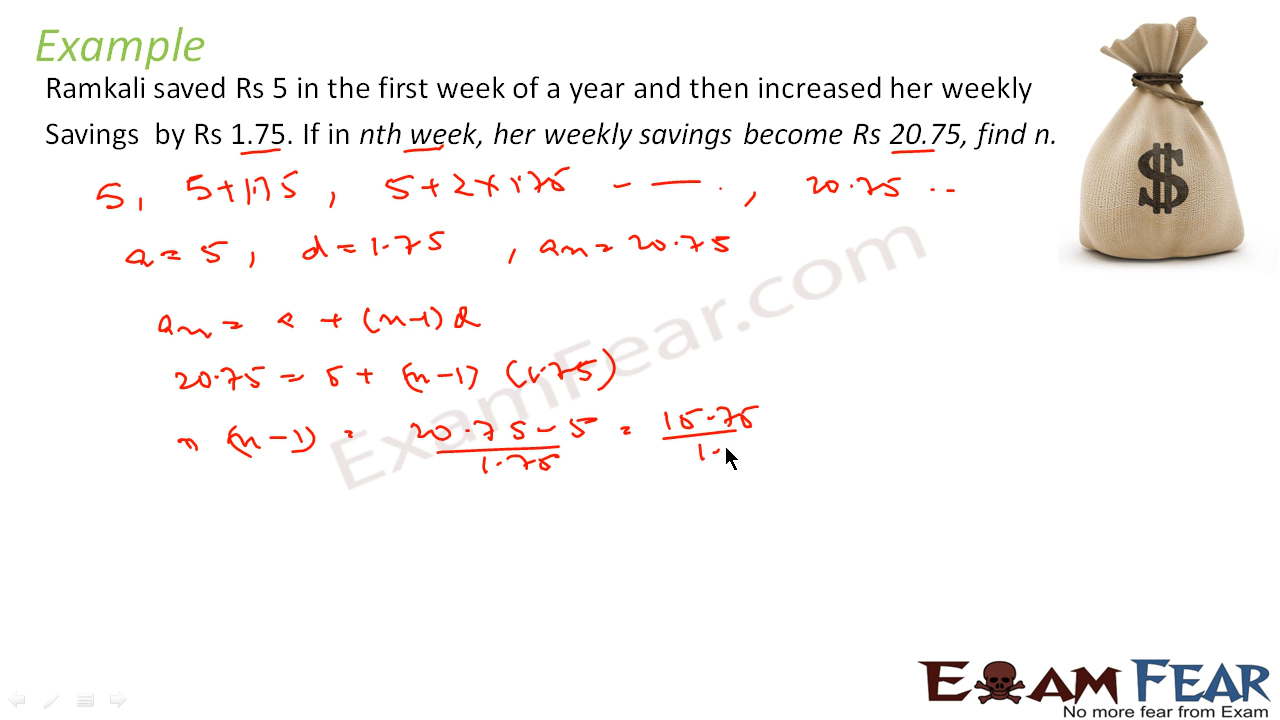 Example
Ramkali saved Rs 5 in the first week of a year and then increased her weekly
Savings by Rs 1.75. If in nth week, her weekly savings become Rs 20.75, find n.
5, 5+1.75, 5+2×1.75 - — ., 20.75 ..
a = 5, d = 1.75, an = 20.75
an = a + (n-1)d
20.75 = 5 + (n-1) (1.75)
(n-1) = 20.75-5 / 1.75 = 15.75 / 1.
ExamFear.com
EXAM FEAR
No more fear from Exam